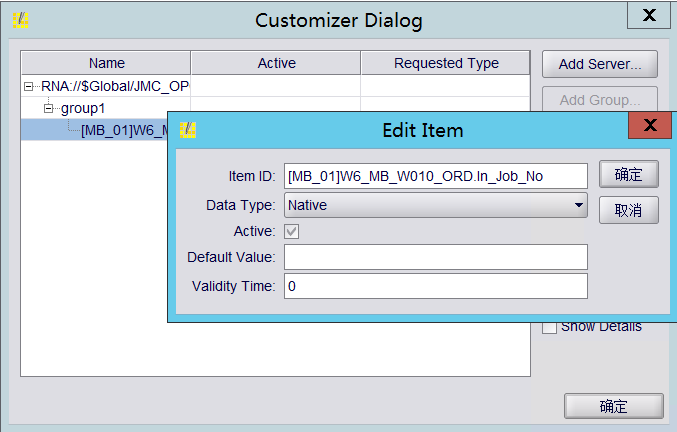 Customizer Dialog
X
Name Active Requested Type
Add Server...
RNA://$Global/JMC_OP
Add Group...
group1
[MB_01]W6_M
Edit Item
X
Item ID: [MB_01]W6_MB_W010_ORD.In_Job_No
确定
Data Type: Native
取消
Active:
Default Value:
Validity Time: 0
Show Details
确定